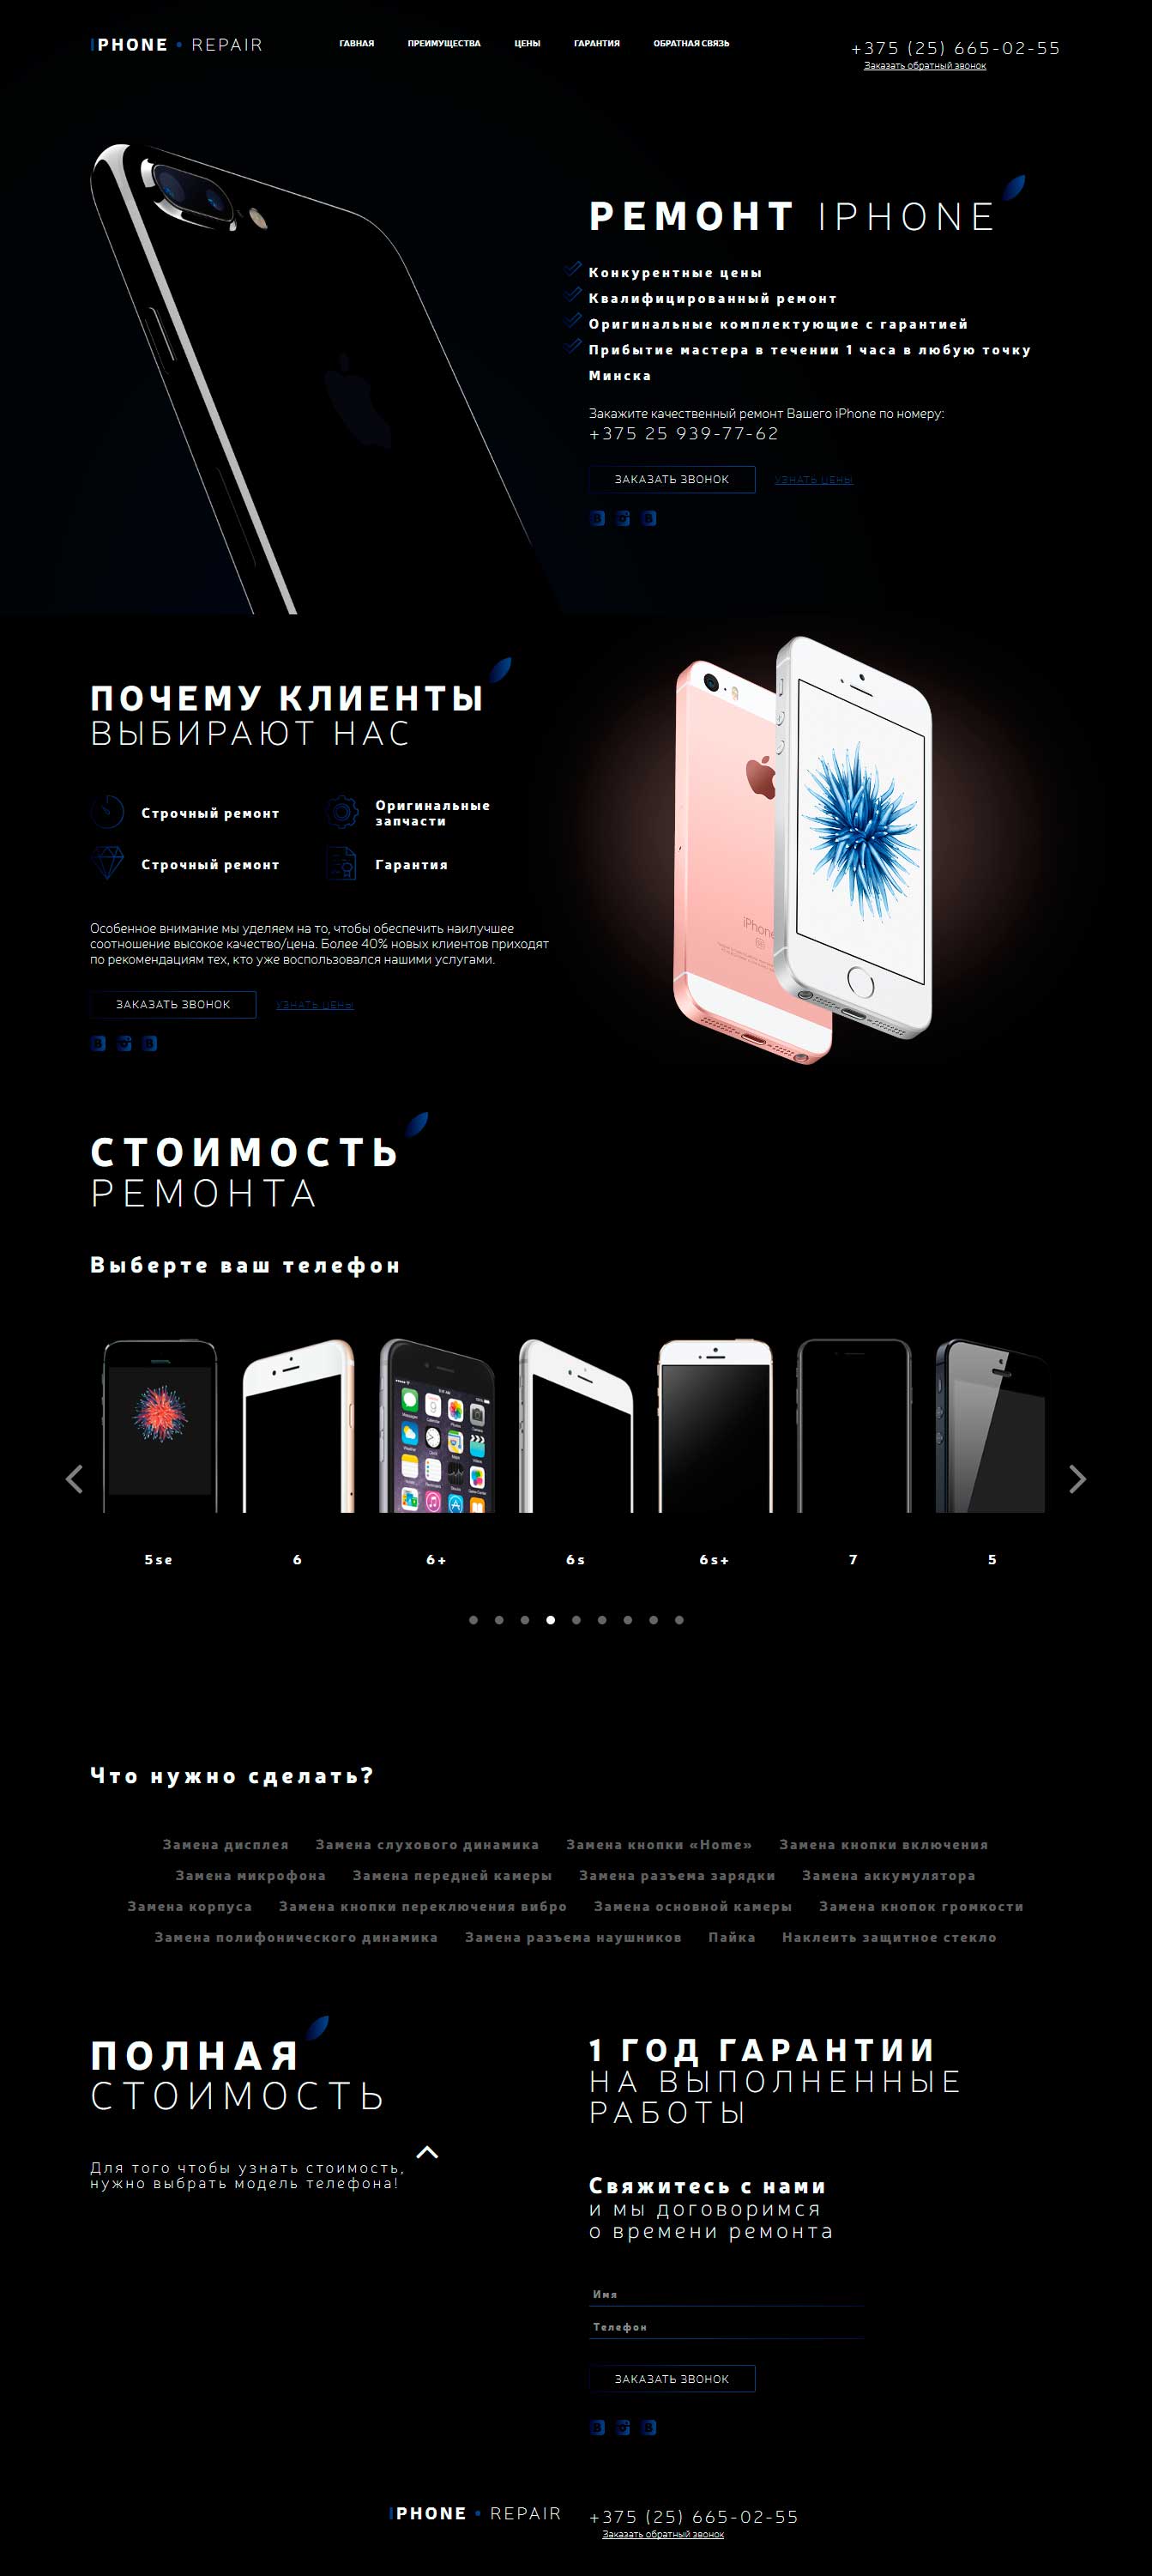 IPHONE • REPAIR
ГАВНАЯ
ПРЕИМУЩЕСТВА
ЦЕНЫ
ГАРАНТИЯ
ОБРАТНАЯ СВЯЗЬ
+375 (25) 665-02-55
Заказать обратный звонок
РЕМОНТ IPHONE
Конкурентные цены
Квалифицированный ремонт
Оригинальные комплектующие с гарантией
Прибытие мастера в течении 1 часа в любую точку
Минска
Закажите качественный ремонт Вашего iPhone по номеру:
+375 25 939-77-62
ЗАКАЗАТЬ ЗВОНОК
УЗНАТЬ ЦЕНЫ
ПОЧЕМУ КЛИЕНТЫ
ВЫБИРАЮТ НАС
Строчный ремонт
Оригинальные
запчасти
Строчный ремонт
Гарантия
Особенное внимание мы уделяем на то, чтобы обеспечить наилучшее
соотношение высокое качество/цена. Более 40% новых клиентов приходят
по рекомендациям тех, кто уже воспользовался нашими услугами.
ЗАКАЗАТЬ ЗВОНОК
УЗНАТЬ ЦЕНЫ
iPhone
СТОИМОСТЬ
РЕМОНТА
Выберте ваш телефон
5se
6
6+
6s
6s+
7
5
Что нужно сделать?
Замена дисплея Замена слухового динамика Замена кнопки «Home» Замена кнопки включения
Замена микрофона Замена передней камеры Замена разъема зарядки Замена аккумулятора
Замена корпуса Замена кнопки переключения вибро Замена основной камеры Замена кнопок громкости
Замена полифонического динамика Замена разъема наушников Пайка Наклеить защитное стекло
ПОЛНАЯ
СТОИМОСТЬ
Для того чтобы узнать стоимость,
нужно выбрать модель телефона!
1 ГОД ГАРАНТИИ
НА ВЫПОЛНЕННЫЕ
РАБОТЫ
Свяжитесь с нами
и мы договоримся
о времени ремонта
Имя
Телефон
ЗАКАЗАТЬ ЗВОНОК
IPHONE • REPAIR
+375 (25) 665-02-55
Заказать обратный звонок